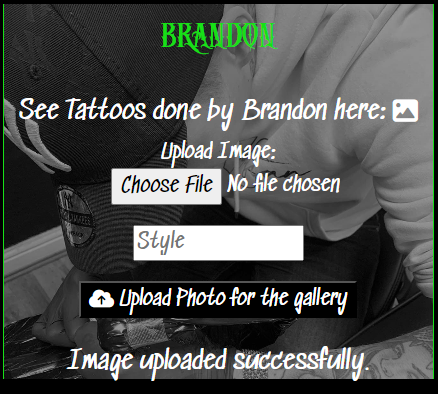 BRANDON
See Tattoos done by Brandon here:
Upload Image:
Choose File No file chosen
Style
Upload Photo for the gallery
Image uploaded successfully.